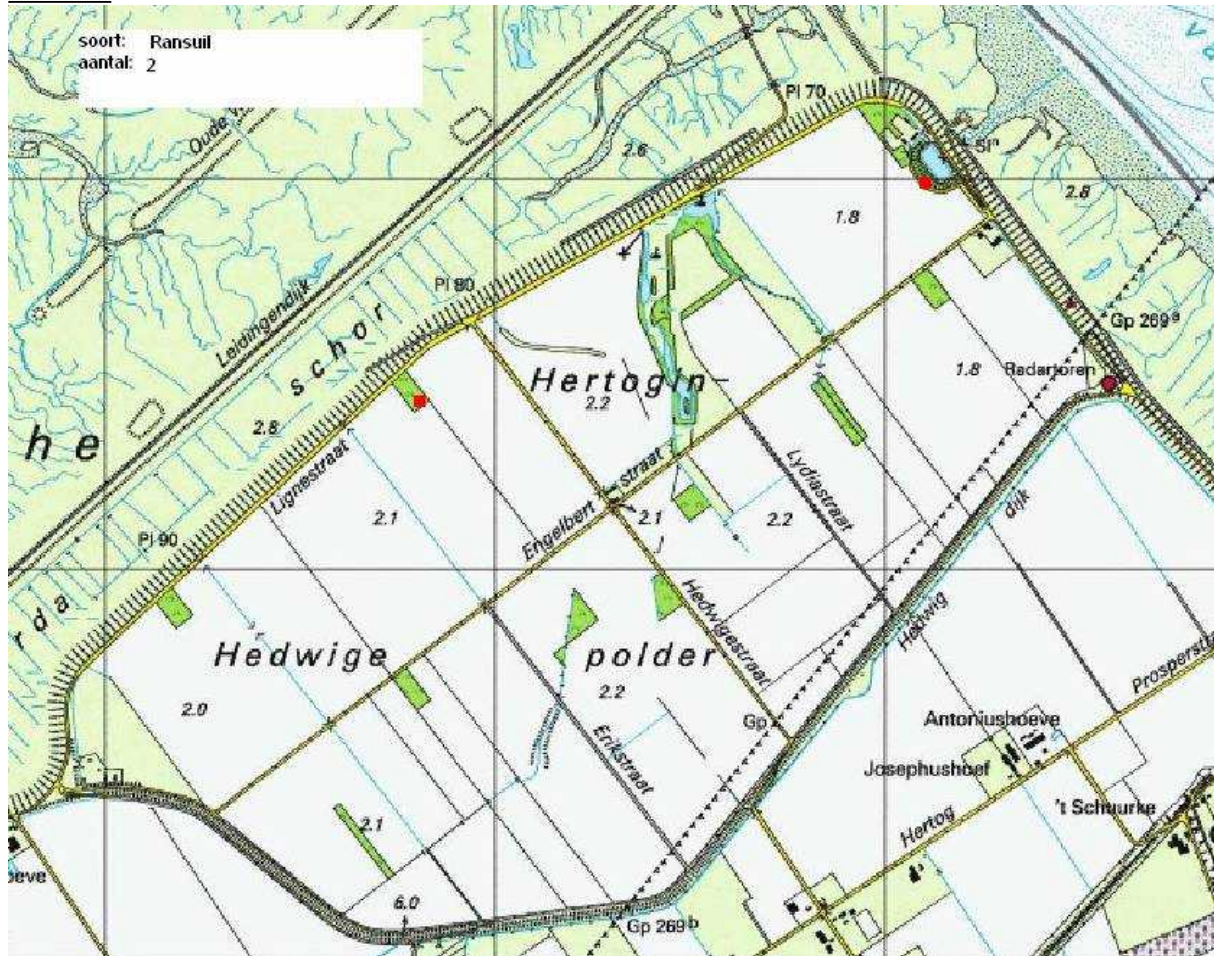 soort: Ransuil
aantal: 2
Pl 70
Oude
2.6
2.8
1.8
Pl 80
Leidingendijk
schor
Gp 269a
Radartoren
1.8
Hertogin-
2.2
he
2.8
Lignestraat
Lydiastraat
Engelbert straat
2.1
2.1
2.2
dijk
Pl 90
rda
Hedwigestraat
Hedwig
Hedwige polder
Prosperstr
2.0
2.2
Gp
Antoniushoeve
Erikstraat
Josephushoef
't Schuurke
2.1
Hertog
oeve
6.0
Gp 269b